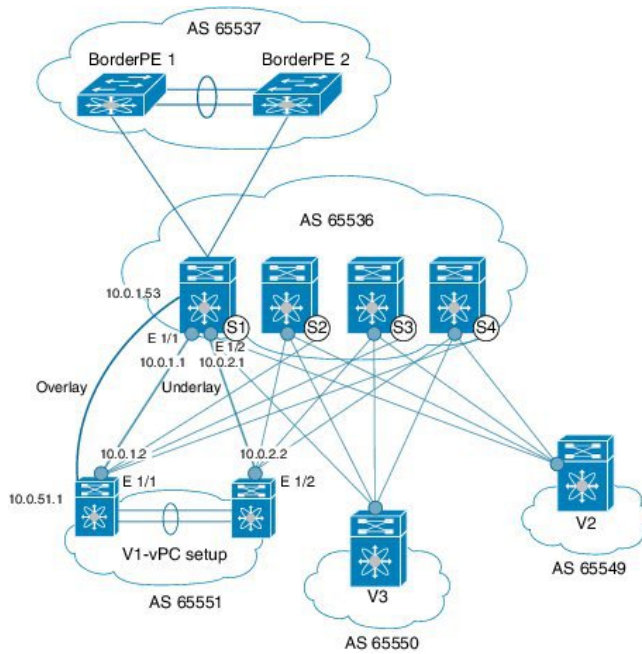 AS 65537
BorderPE 1
BorderPE 2
AS 65536
10.0.1.53
S1
S2
S3
S4
E 1/1
E 1/2
10.0.1.1
10.0.2.1
Overlay
Underlay
10.0.1.2
10.0.2.2
E 1/1
E 1/2
10.0.51.1
V2
V1-vPC setup
AS 65549
V3
AS 65551
AS 65550